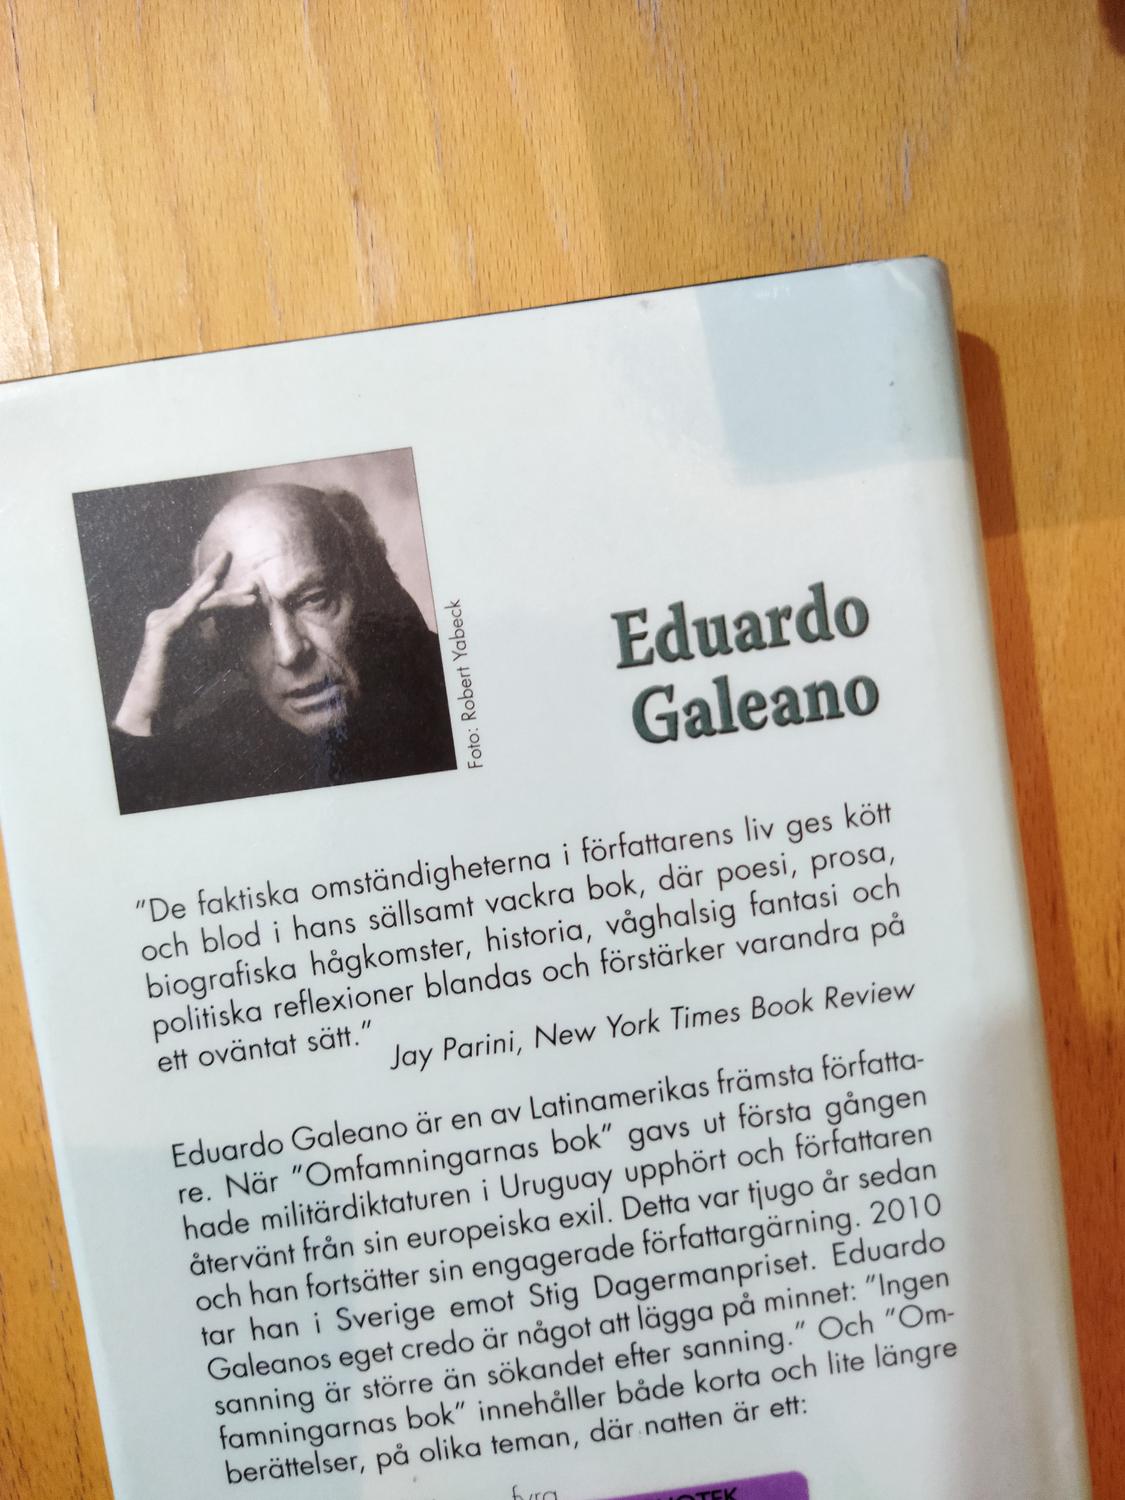 Foto: Robert Yabeck
Eduardo
Galeano
"De faktiska omständigheterna i författarens liv ges kött
och blod i hans sällsamt vackra bok, där poesi, prosa,
biografiska hågkomster, historia, våghalsig fantasi och
politiska reflexioner blandas och förstärker varandra på
ett oväntat sätt."
Jay Parini, New York Times Book Review
Eduardo Galeano är en av Latinamerikas främsta författa-
re. När "Omfamningarnas bok" gavs ut första gången
hade militärdiktaturen i Uruguay upphört och författaren
återvänt från sin europeiska exil. Detta var tjugo år sedan
och han fortsätter sin engagerade författargärning. 2010
tar han i Sverige emot Stig Dagermanpriset. Eduardo
Galeanos eget credo är något att lägga på minnet: "Ingen
sanning är större än sökandet efter sanning." Och "Om-
famningarnas bok" innehåller både korta och lite längre
berättelser, på olika teman, där natten är ett: